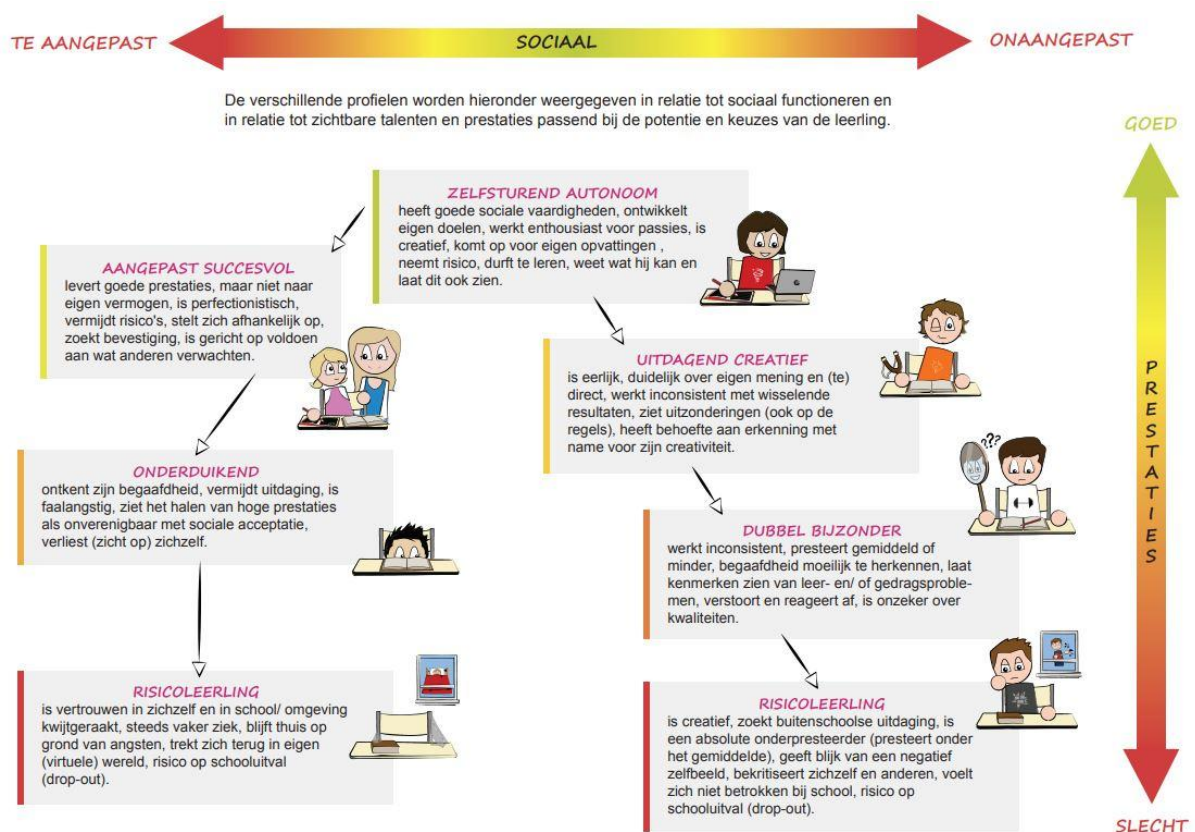 TE AANGEPAST
SOCIAAL
ONAANGEPAST
De verschillende profielen worden hieronder weergegeven in relatie tot sociaal functioneren en
in relatie tot zichtbare talenten en prestaties passend bij de potentie en keuzes van de leerling.
GOED
ZELFSTUREND AUTONOOM
heeft goede sociale vaardigheden, ontwikkelt
eigen doelen, werkt enthousiast voor passies, is
creatief, komt op voor eigen opvattingen ,
neemt risico, durft te leren, weet wat hij kan en
laat dit ook zien.
AANGEPAST SUCCESVOL
levert goede prestaties, maar niet naar
eigen vermogen, is perfectionistisch,
vermijdt risico's, stelt zich afhankelijk op,
zoekt bevestiging, is gericht op voldoen
aan wat anderen verwachten.
UITDAGEND CREATIEF
is eerlijk, duidelijk over eigen mening en (te)
direct, werkt inconsistent met wisselende
resultaten, ziet uitzonderingen (ook op de
regels), heeft behoefte aan erkenning met
name voor zijn creativiteit.
PRESTATIES
ONDERDUIKEND
ontkent zijn begaafdheid, vermijdt uitdaging, is
faalangstig, ziet het halen van hoge prestaties
als onverenigbaar met sociale acceptatie,
verliest (zicht op) zichzelf.
???
DUBBEL BIJZONDER
werkt inconsistent, presteert gemiddeld of
minder, begaafdheid moeilijk te herkennen, laat
kenmerken zien van leer- en/ of gedragsproble-
men, verstoort en reageert af, is onzeker over
kwaliteiten.
RISICOLEERLING
is vertrouwen in zichzelf en in school/ omgeving
kwijtgeraakt, steeds vaker ziek, blijft thuis op
grond van angsten, trekt zich terug in eigen
(virtuele) wereld, risico op schooluitval
(drop-out).
RISICOLEERLING
is creatief, zoekt buitenschoolse uitdaging, is
een absolute onderpresteerder (presteert onder
het gemiddelde), geeft blijk van een negatief
zelfbeeld, bekritiseert zichzelf en anderen, voelt
zich niet betrokken bij school, risico op
schooluitval (drop-out).
SLECHT